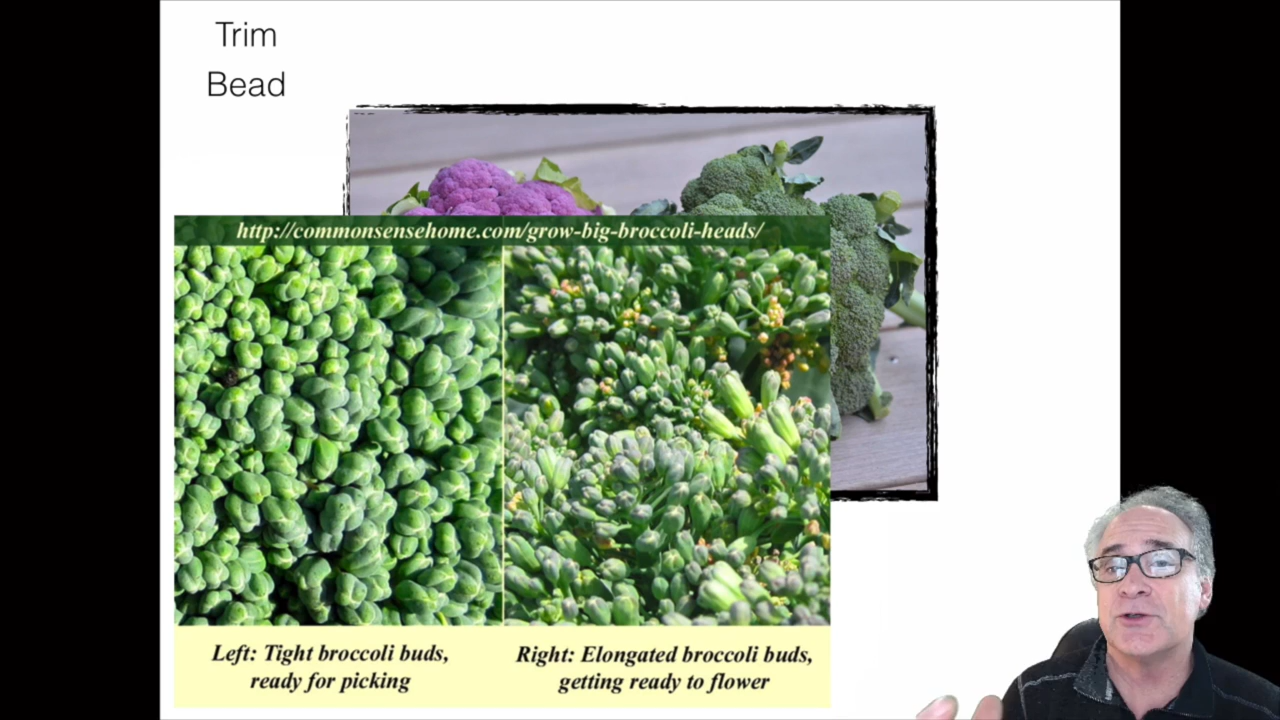 Trim
Bead
http://commonsensehome.com/grow-big-broccoli-heads/
Left: Tight broccoli buds,
ready for picking
Right: Elongated broccoli buds,
getting ready to flower